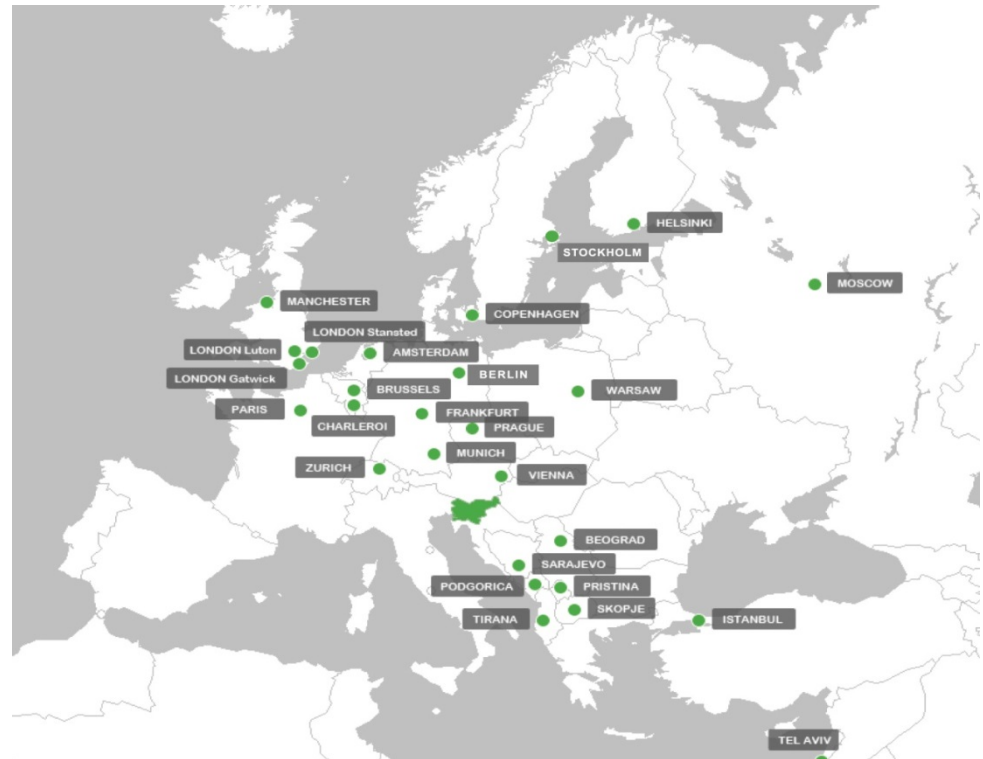 HELSINKI
STOCKHOLM
MOSCOW
MANCHESTER
COPENHAGEN
LONDON Stansted
LONDON Luton
AMSTERDAM
LONDON Gatwick
BERLIN
BRUSSELS
WARSAW
PARIS
FRANKFURT
CHARLEROI
PRAGUE
MUNICH
ZURICH
VIENNA
BEOGRAD
SARAJEVO
PODGORICA
PRISTINA
SKOPJE
TIRANA
ISTANBUL
TEL AVIV